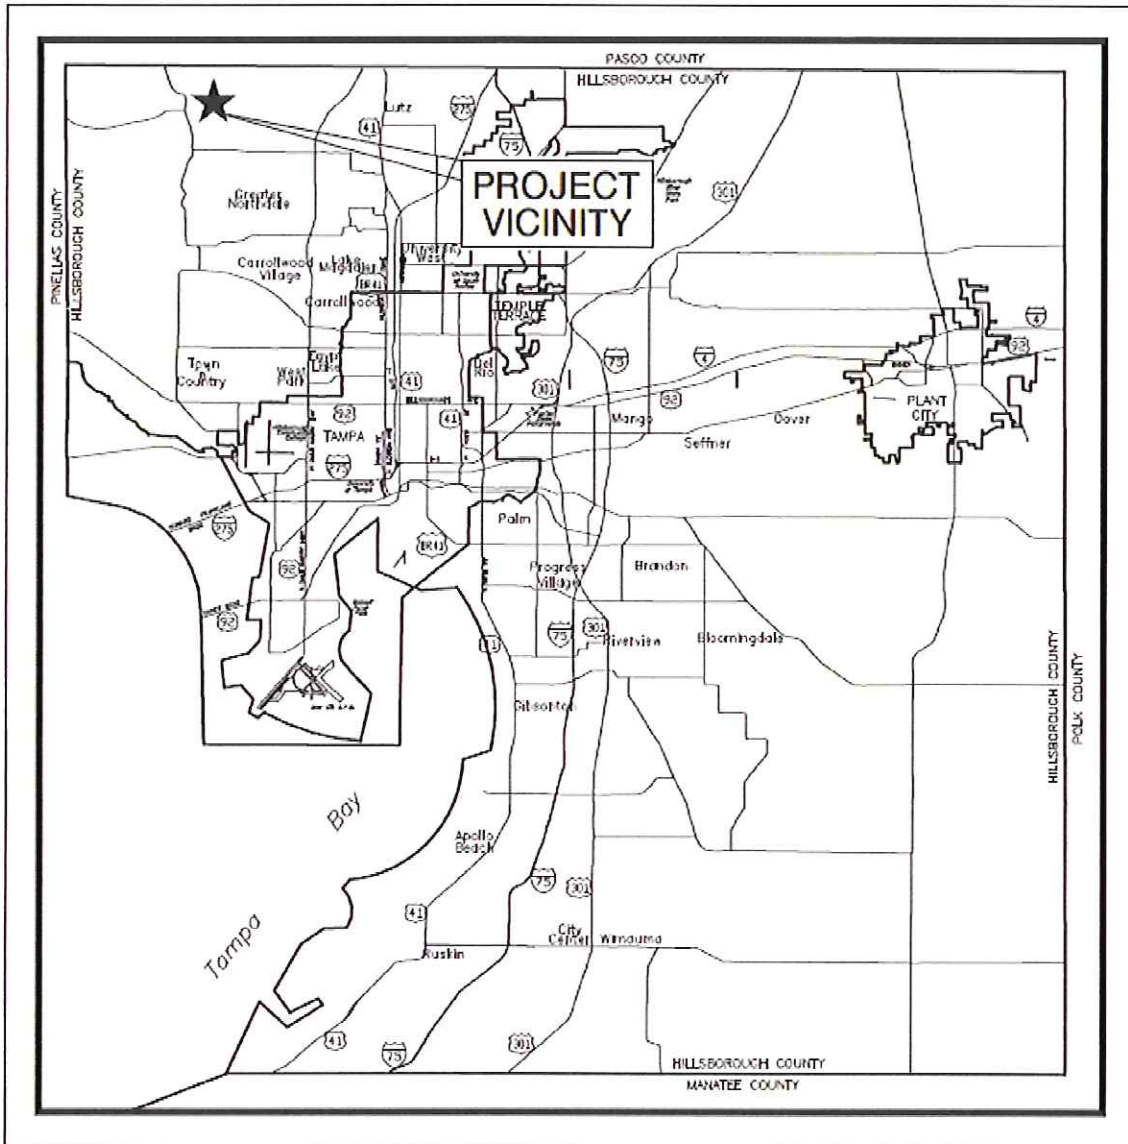 PASCO COUNTY
HILLSBOROUGH COUNTY
Lutz
275
41
75
PROJECT
VICINITY
301
PINELLAS COUNTY
HILLSBOROUGH COUNTY
Greater
Northdale
Carrollwood
Village
Lake
Magdalene
University
West
BR41
Carrollwood
TEMPLE
TERRACE
4
92
Town
Country
West
Park
Egypt
Lake
Del
Rio
41
301
75
4
92
PLANT
CITY
92
TAMPA
41
Mango
Seffner
Dover
275
Palm
275
BR41
92
Progress
Village
Brandon
92
41
75
301
Riverview
Bloomingdale
Gibsonton
HILLSBOROUGH COUNTY
POLK COUNTY
Tampa Bay
Apollo
Beach
75
301
41
City
Center
Wimauma
Ruskin
41
75
301
HILLSBOROUGH COUNTY
MANATEE COUNTY